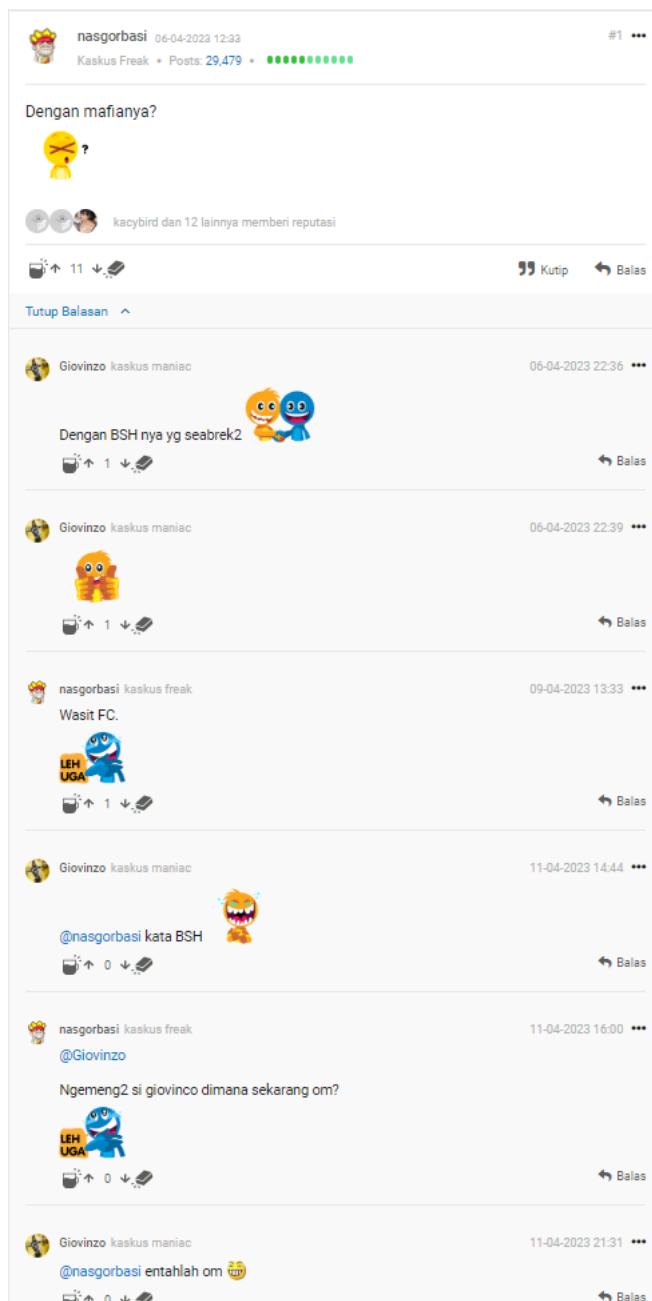 nasgorbasi 06-04-2023 12:33 #1
Kaskus Freak • Posts: 29,479 •
Dengan mafianya?
?
kacybird dan 12 lainnya memberi reputasi
11 Kutip Balas
Tutup Balasan
Giovinzo kaskus maniac 06-04-2023 22:36
Dengan BSH nya yg seabrek2
1 Balas
Giovinzo kaskus maniac 06-04-2023 22:39
1 Balas
nasgorbasi kaskus freak 09-04-2023 13:33
Wasit FC.
LEH
UGA
1 Balas
Giovinzo kaskus maniac 11-04-2023 14:44
@nasgorbasi kata BSH
0 Balas
nasgorbasi kaskus freak 11-04-2023 16:00
@Giovinzo
Ngemeng2 si giovinco dimana sekarang om?
LEH
UGA
0 Balas
Giovinzo kaskus maniac 11-04-2023 21:31
@nasgorbasi entahlah om
0 Balas